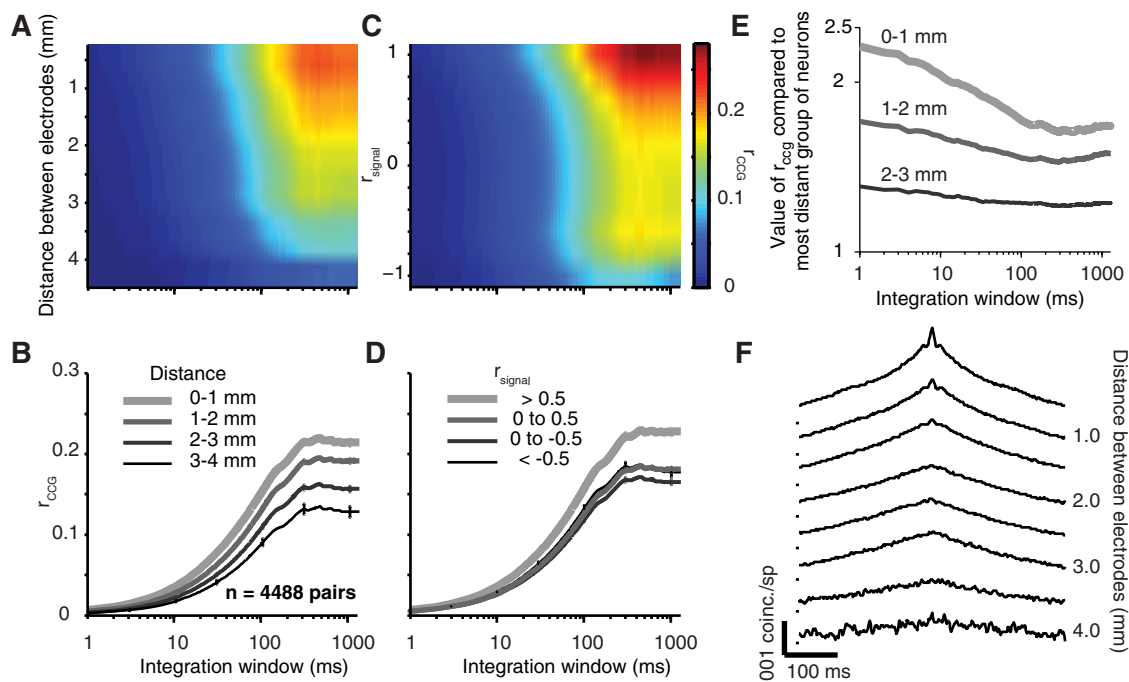 A
Distance between electrodes (mm)
1
2
3
4
C
r_signal
1
0
−1
0.2
0.1
0
r_CCG
E
Value of r_ccg compared to
most distant group of neurons
2.5
2
1
0-1 mm
1-2 mm
2-3 mm
1 10 100 1000
Integration window (ms)
B
r_CCG
0.3
0.2
0.1
0
Distance
0-1 mm
1-2 mm
2-3 mm
3-4 mm
n = 4488 pairs
1 10 100 1000
Integration window (ms)
D
r_signal
> 0.5
0 to 0.5
0 to -0.5
< -0.5
1 10 100 1000
Integration window (ms)
F
1.0
2.0
3.0
4.0
Distance between electrodes (mm)
001 coinc./sp
100 ms